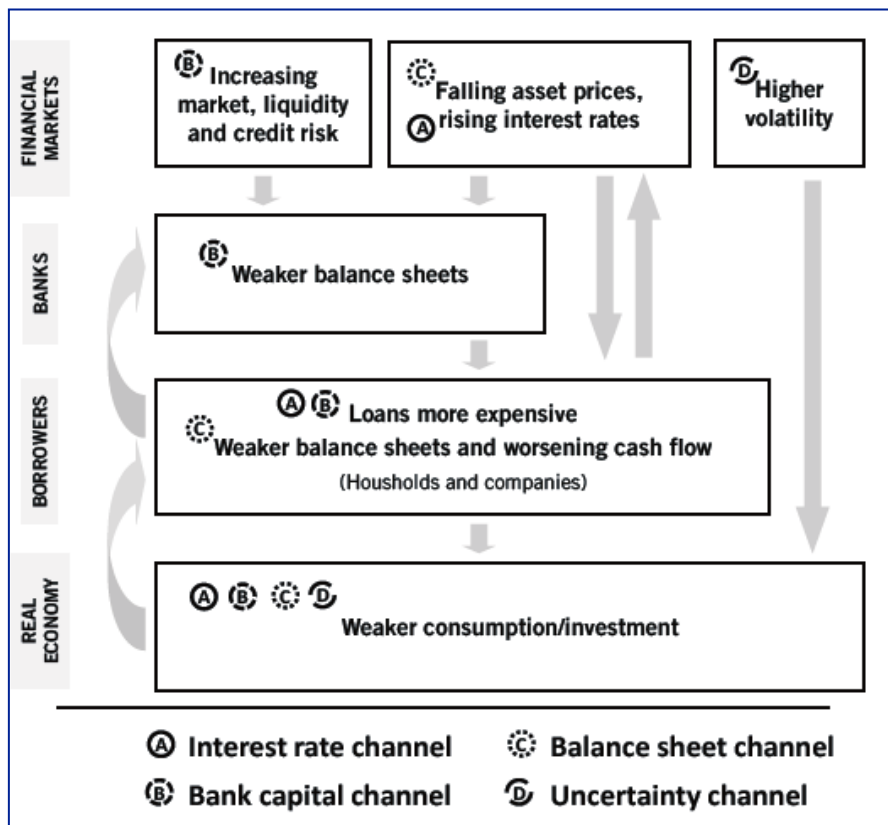 FINANCIAL
MARKETS
B Increasing
market, liquidity
and credit risk
C Falling asset prices,
A rising interest rates
D Higher
volatility
BANKS
B Weaker balance sheets
BORROWERS
A B Loans more expensive
C Weaker balance sheets and worsening cash flow
(Housholds and companies)
REAL
ECONOMY
A B C D
Weaker consumption/investment
A Interest rate channel
C Balance sheet channel
B Bank capital channel
D Uncertainty channel